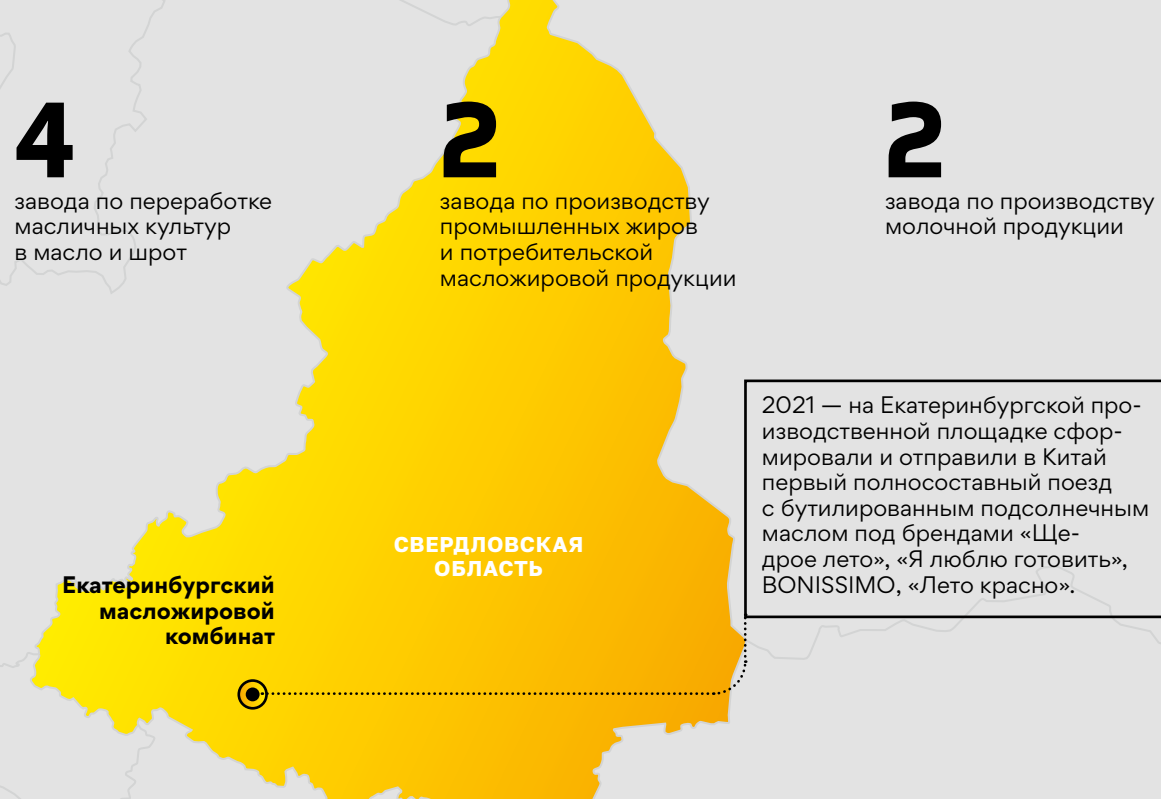 4
завода по переработке
масличных культур
в масло и шрот
2
завода по производству
промышленных жиров
и потребительской
масложировой продукции
2
завода по производству
молочной продукции
2021 — на Екатеринбургской про-
изводственной площадке сфор-
мировали и отправили в Китай
первый полносоставный поезд
с бутилированным подсолнечным
маслом под брендами «Ще-
дрое лето», «Я люблю готовить»,
BONISSIMO, «Лето красно».
СВЕРДЛОВСКАЯ
ОБЛАСТЬ
Екатеринбургский
масложировой
комбинат